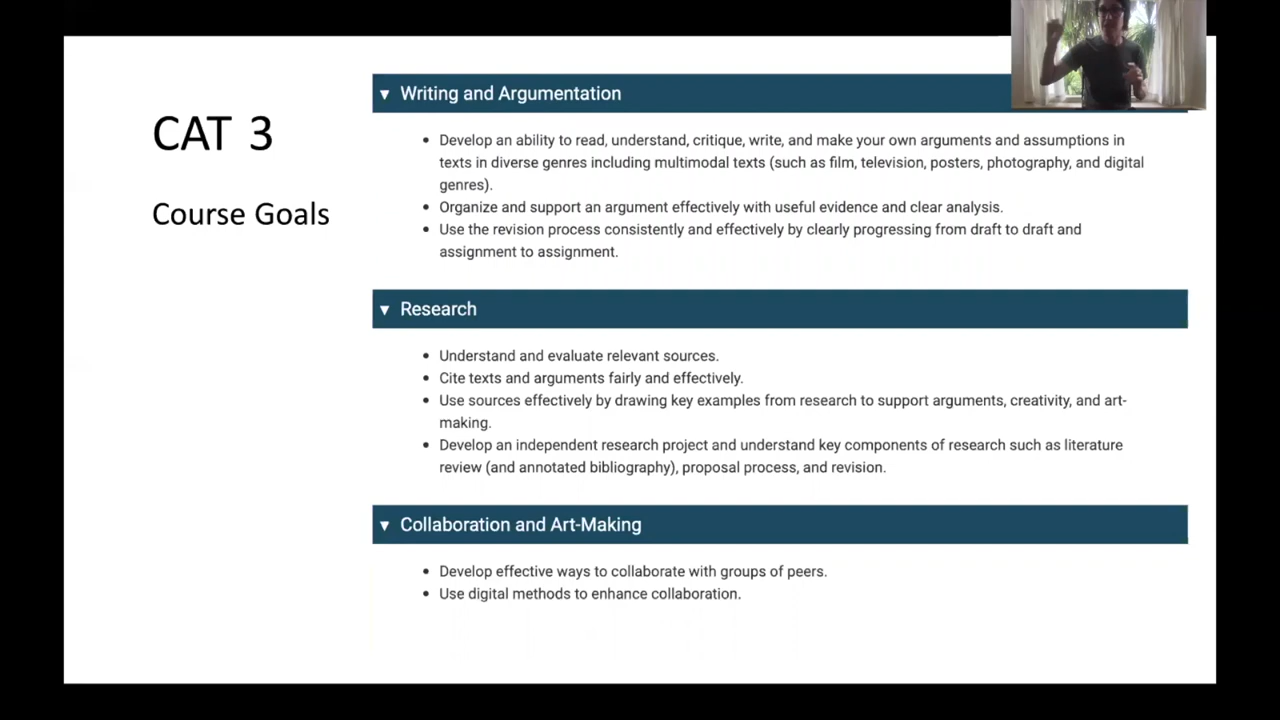 CAT 3
Course Goals
▼ Writing and Argumentation
• Develop an ability to read, understand, critique, write, and make your own arguments and assumptions in
texts in diverse genres including multimodal texts (such as film, television, posters, photography, and digital
genres).
• Organize and support an argument effectively with useful evidence and clear analysis.
• Use the revision process consistently and effectively by clearly progressing from draft to draft and
assignment to assignment.
▼ Research
• Understand and evaluate relevant sources.
• Cite texts and arguments fairly and effectively.
• Use sources effectively by drawing key examples from research to support arguments, creativity, and art-
making.
• Develop an independent research project and understand key components of research such as literature
review (and annotated bibliography), proposal process, and revision.
▼ Collaboration and Art-Making
• Develop effective ways to collaborate with groups of peers.
• Use digital methods to enhance collaboration.